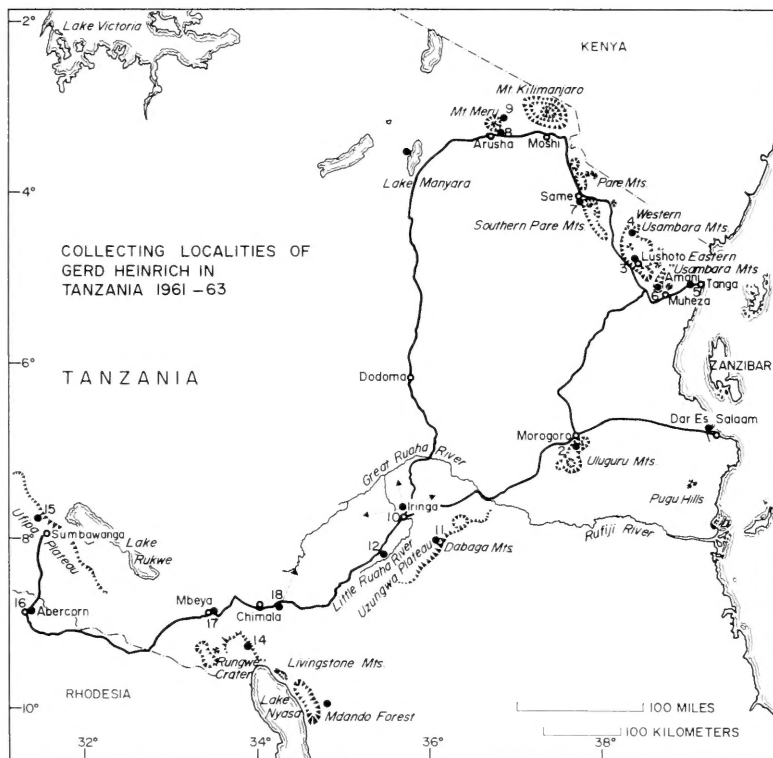 2°
Lake Victoria
KENYA
Mt Kilimanjaro
Mt Meru
9
8
Arusha
Moshi
Lake Manyara
4°
Same
7
Pare Mts.
Southern Pare Mts.
4
Western
Usambara Mts.
COLLECTING LOCALITIES OF
GERD HEINRICH IN
TANZANIA 1961-63
3
Lushoto
Eastern
Usambara Mts
Amani
5
Tanga
6
Muheza
6°
TANZANIA
Dodoma
ZANZIBAR
Dar Es Salaam
1
Morogoro
2
Uluguru Mts.
Great Ruaha River
Pugu Hills
15
Iringa
10
Sumbawanga
Ufipa
Plateau
Lake
Rukwe
Rufiji River
8°
11
Dabaga Mts.
12
Little Ruaha River
Uzungwa Plateau
16
Abercorn
Mbeya
17
Chimala
18
14
Rungwe
Crater
Livingstone Mts.
RHODESIA
Lake
Nyasa
Mdando Forest
10°
100 MILES
100 KILOMETERS
32°
34°
36°
38°